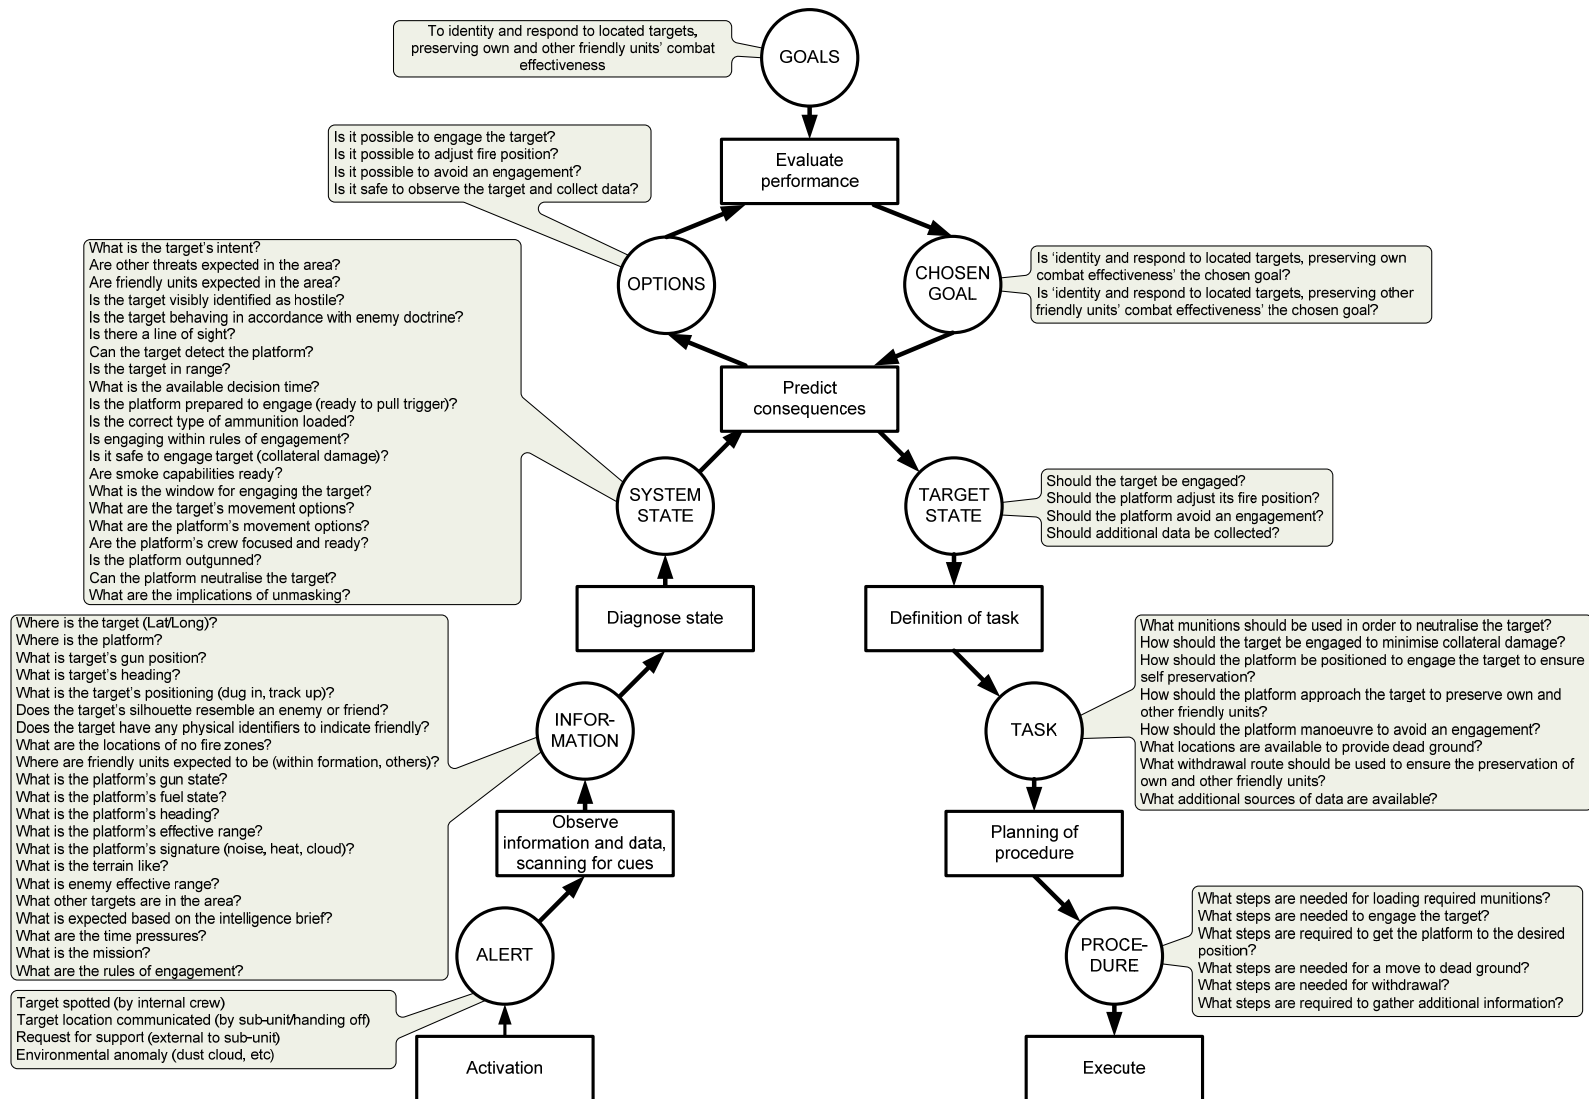 To identity and respond to located targets,
preserving own and other friendly units' combat
effectiveness
GOALS
Is it possible to engage the target?
Is it possible to adjust fire position?
Is it possible to avoid an engagement?
Is it safe to observe the target and collect data?
Evaluate
performance
What is the target's intent?
Are other threats expected in the area?
Are friendly units expected in the area?
Is the target visibly identified as hostile?
Is the target behaving in accordance with enemy doctrine?
Is there a line of sight?
Can the target detect the platform?
Is the target in range?
What is the available decision time?
Is the platform prepared to engage (ready to pull trigger)?
Is the correct type of ammunition loaded?
Is engaging within rules of engagement?
Is it safe to engage target (collateral damage)?
Are smoke capabilities ready?
What is the window for engaging the target?
What are the target's movement options?
What are the platform's movement options?
Are the platform's crew focused and ready?
Is the platform outgunned?
Can the platform neutralise the target?
What are the implications of unmasking?
OPTIONS
CHOSEN
GOAL
Is 'identity and respond to located targets, preserving own
combat effectiveness' the chosen goal?
Is 'identity and respond to located targets, preserving other
friendly units' combat effectiveness' the chosen goal?
Predict
consequences
SYSTEM
STATE
TARGET
STATE
Should the target be engaged?
Should the platform adjust its fire position?
Should the platform avoid an engagement?
Should additional data be collected?
Diagnose state
Definition of task
Where is the target (Lat/Long)?
Where is the platform?
What is target's gun position?
What is target's heading?
What is the target's positioning (dug in, track up)?
Does the target's silhouette resemble an enemy or friend?
Does the target have any physical identifiers to indicate friendly?
What are the locations of no fire zones?
Where are friendly units expected to be (within formation, others)?
What is the platform's gun state?
What is the platform's fuel state?
What is the platform's heading?
What is the platform's effective range?
What is the platform's signature (noise, heat, cloud)?
What is the terrain like?
What is enemy effective range?
What other targets are in the area?
What is expected based on the intelligence brief?
What are the time pressures?
What is the mission?
What are the rules of engagement?
INFOR-
MATION
TASK
What munitions should be used in order to neutralise the target?
How should the target be engaged to minimise collateral damage?
How should the platform be positioned to engage the target to ensure
self preservation?
How should the platform approach the target to preserve own and
other friendly units?
How should the platform manoeuvre to avoid an engagement?
What locations are available to provide dead ground?
What withdrawal route should be used to ensure the preservation of
own and other friendly units?
What additional sources of data are available?
Observe
information and data,
scanning for cues
Planning of
procedure
ALERT
PROCE-
DURE
What steps are needed for loading required munitions?
What steps are needed to engage the target?
What steps are required to get the platform to the desired
position?
What steps are needed for a move to dead ground?
What steps are needed for withdrawal?
What steps are required to gather additional information?
Target spotted (by internal crew)
Target location communicated (by sub-unit/handing off)
Request for support (external to sub-unit)
Environmental anomaly (dust cloud, etc)
Activation
Execute